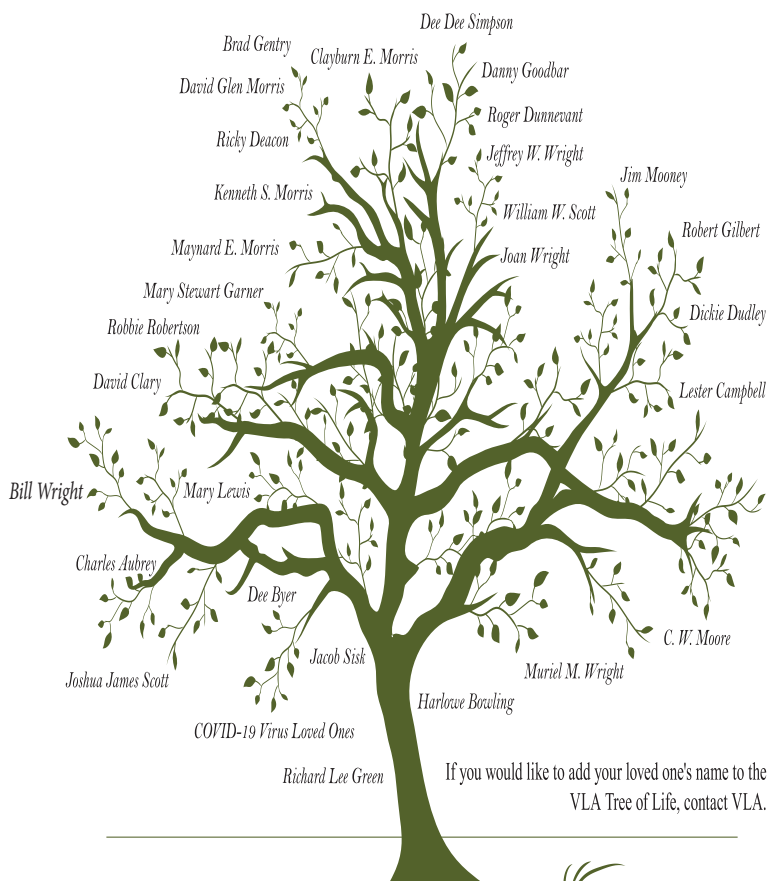 Dee Dee Simpson
Brad Gentry
Clayburn E. Morris
Danny Goodbar
David Glen Morris
Roger Dunnevant
Ricky Deacon
Jeffrey W. Wright
Jim Mooney
Kenneth S. Morris
William W. Scott
Robert Gilbert
Maynard E. Morris
Joan Wright
Mary Stewart Garner
Dickie Dudley
Robbie Robertson
David Clary
Lester Campbell
Bill Wright
Mary Lewis
Charles Aubrey
Dee Byer
C. W. Moore
Jacob Sisk
Muriel M. Wright
Joshua James Scott
Harlowe Bowling
COVID-19 Virus Loved Ones
Richard Lee Green
If you would like to add your loved one's name to the
VLA Tree of Life, contact VLA.